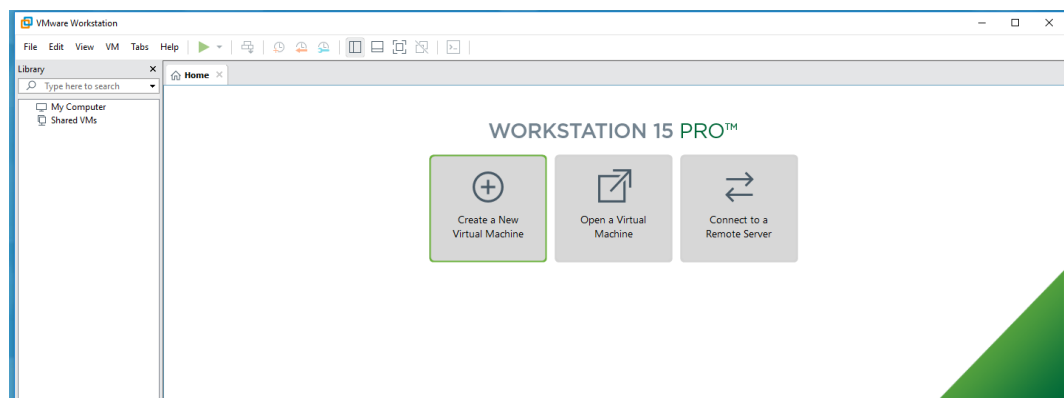 VMware Workstation
File Edit View VM Tabs Help
Library
Home
Type here to search
My Computer
Shared VMs
WORKSTATION 15 PRO™
Create a New
Virtual Machine
Open a Virtual
Machine
Connect to a
Remote Server